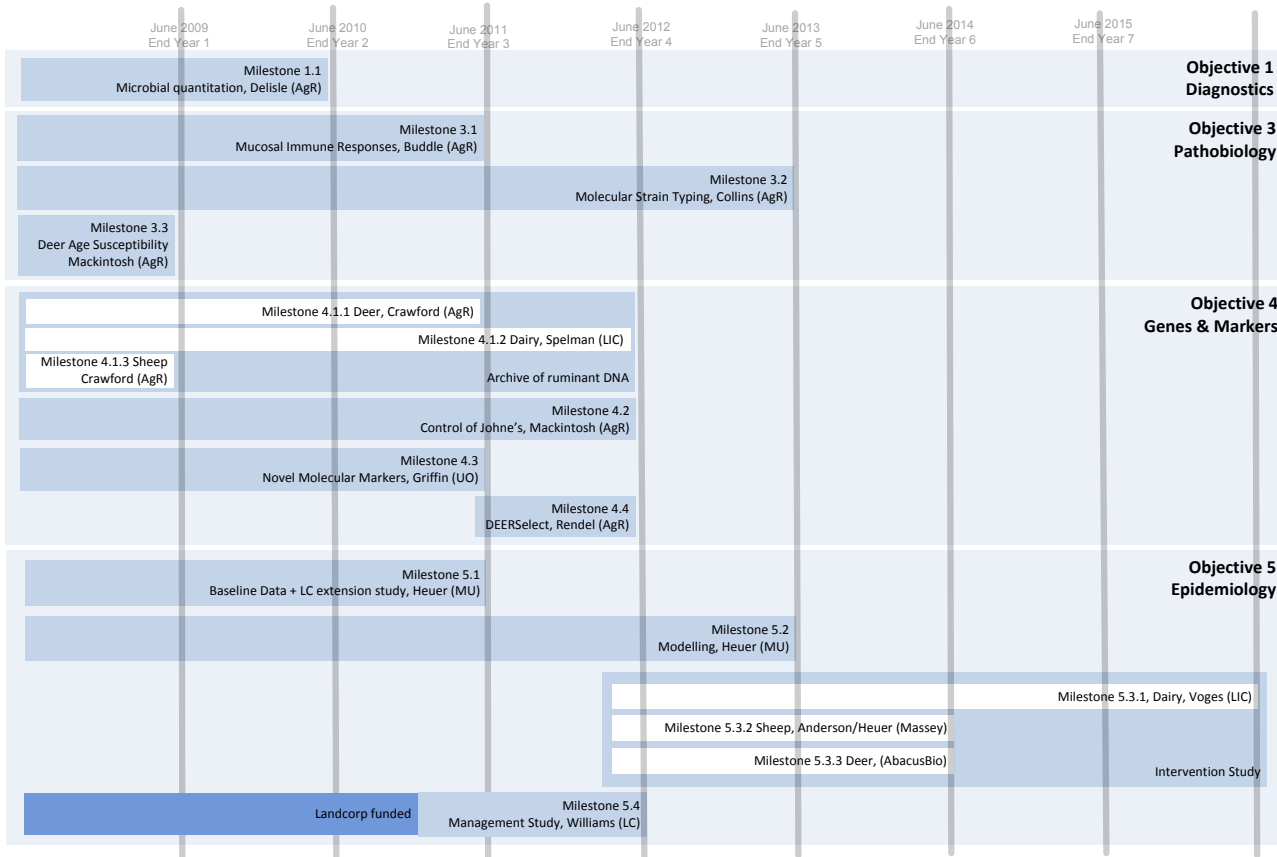 June 2009
End Year 1
June 2010
End Year 2
June 2011
End Year 3
June 2012
End Year 4
June 2013
End Year 5
June 2014
End Year 6
June 2015
End Year 7
Objective 1
Diagnostics
Milestone 1.1
Microbial quantitation, Delisle (AgR)
Objective 3
Pathobiology
Milestone 3.1
Mucosal Immune Responses, Buddle (AgR)
Milestone 3.2
Molecular Strain Typing, Collins (AgR)
Milestone 3.3
Deer Age Susceptibility
Mackintosh (AgR)
Objective 4
Genes & Markers
Milestone 4.1.1 Deer, Crawford (AgR)
Milestone 4.1.2 Dairy, Spelman (LIC)
Milestone 4.1.3 Sheep
Crawford (AgR)
Archive of ruminant DNA
Milestone 4.2
Control of Johne's, Mackintosh (AgR)
Milestone 4.3
Novel Molecular Markers, Griffin (UO)
Milestone 4.4
DEERSelect, Rendel (AgR)
Objective 5
Epidemiology
Milestone 5.1
Baseline Data + LC extension study, Heuer (MU)
Milestone 5.2
Modelling, Heuer (MU)
Milestone 5.3.1, Dairy, Voges (LIC)
Milestone 5.3.2 Sheep, Anderson/Heuer (Massey)
Milestone 5.3.3 Deer, (AbacusBio)
Intervention Study
Landcorp funded
Milestone 5.4
Management Study, Williams (LC)